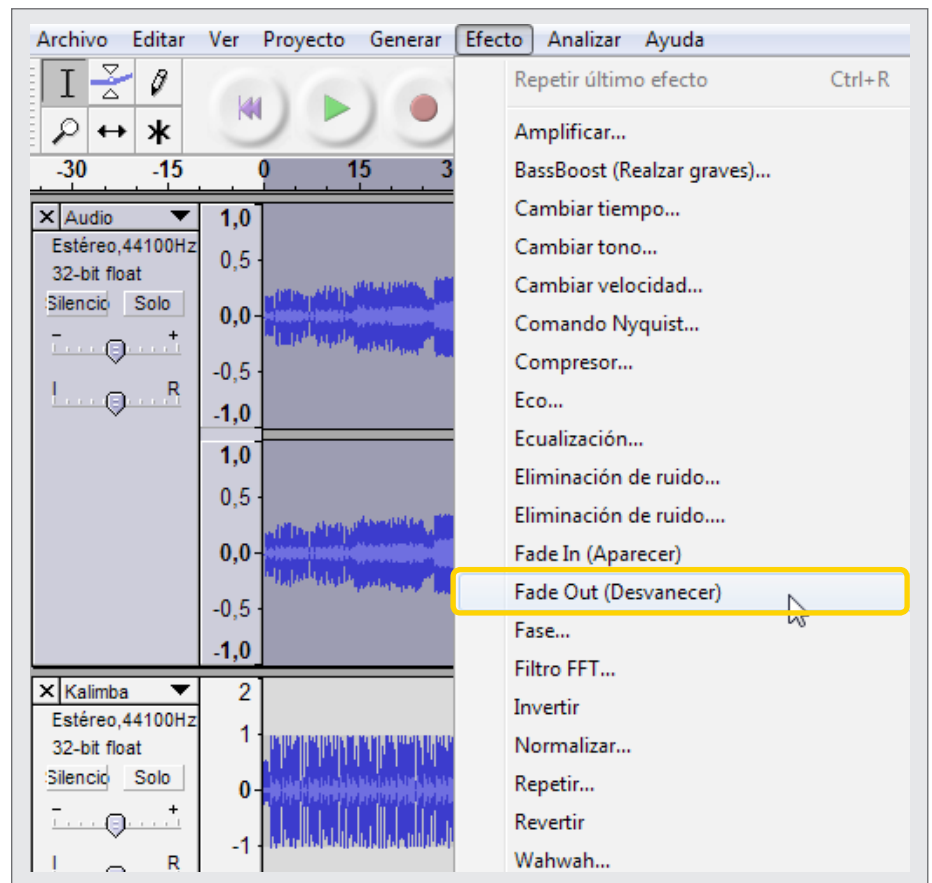 Archivo Editar Ver Proyecto Generar Efecto Analizar Ayuda
-30 -15 0 15 3
Audio
Estéreo,44100Hz
32-bit float
Silencio Solo
- +
I R
1,0
0,5
0,0
-0,5
-1,0
1,0
0,5
0,0
-0,5
-1,0
Kalimba
Estéreo,44100Hz
32-bit float
Silencio Solo
- +
I R
2
1
0
-1
Repetir último efecto Ctrl+R
Amplificar...
BassBoost (Realzar graves)...
Cambiar tiempo...
Cambiar tono...
Cambiar velocidad...
Comando Nyquist...
Compresor...
Eco...
Ecualización...
Eliminación de ruido...
Eliminación de ruido....
Fade In (Aparecer)
Fade Out (Desvanecer)
Fase...
Filtro FFT...
Invertir
Normalizar...
Repetir...
Revertir
Wahwah...